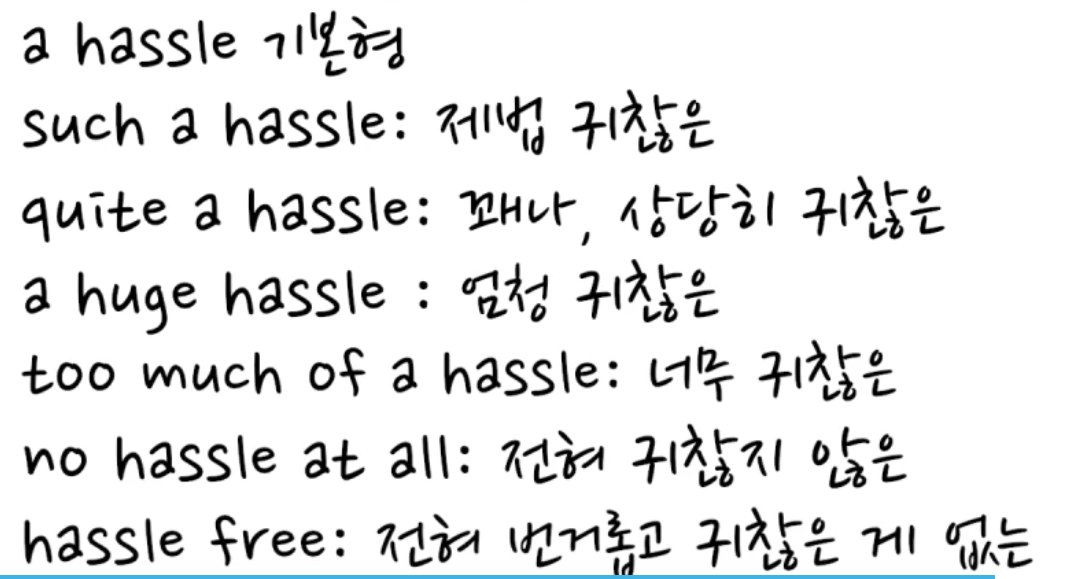 a hassle 기본형
such a hassle: 제법 귀찮은
quite a hassle: 꽤나, 상당히 귀찮은
a huge hassle : 엄청 귀찮은
too much of a hassle: 너무 귀찮은
no hassle at all: 전혀 귀찮지 않은
hassle free: 전혀 번거롭고 귀찮은 게 없는